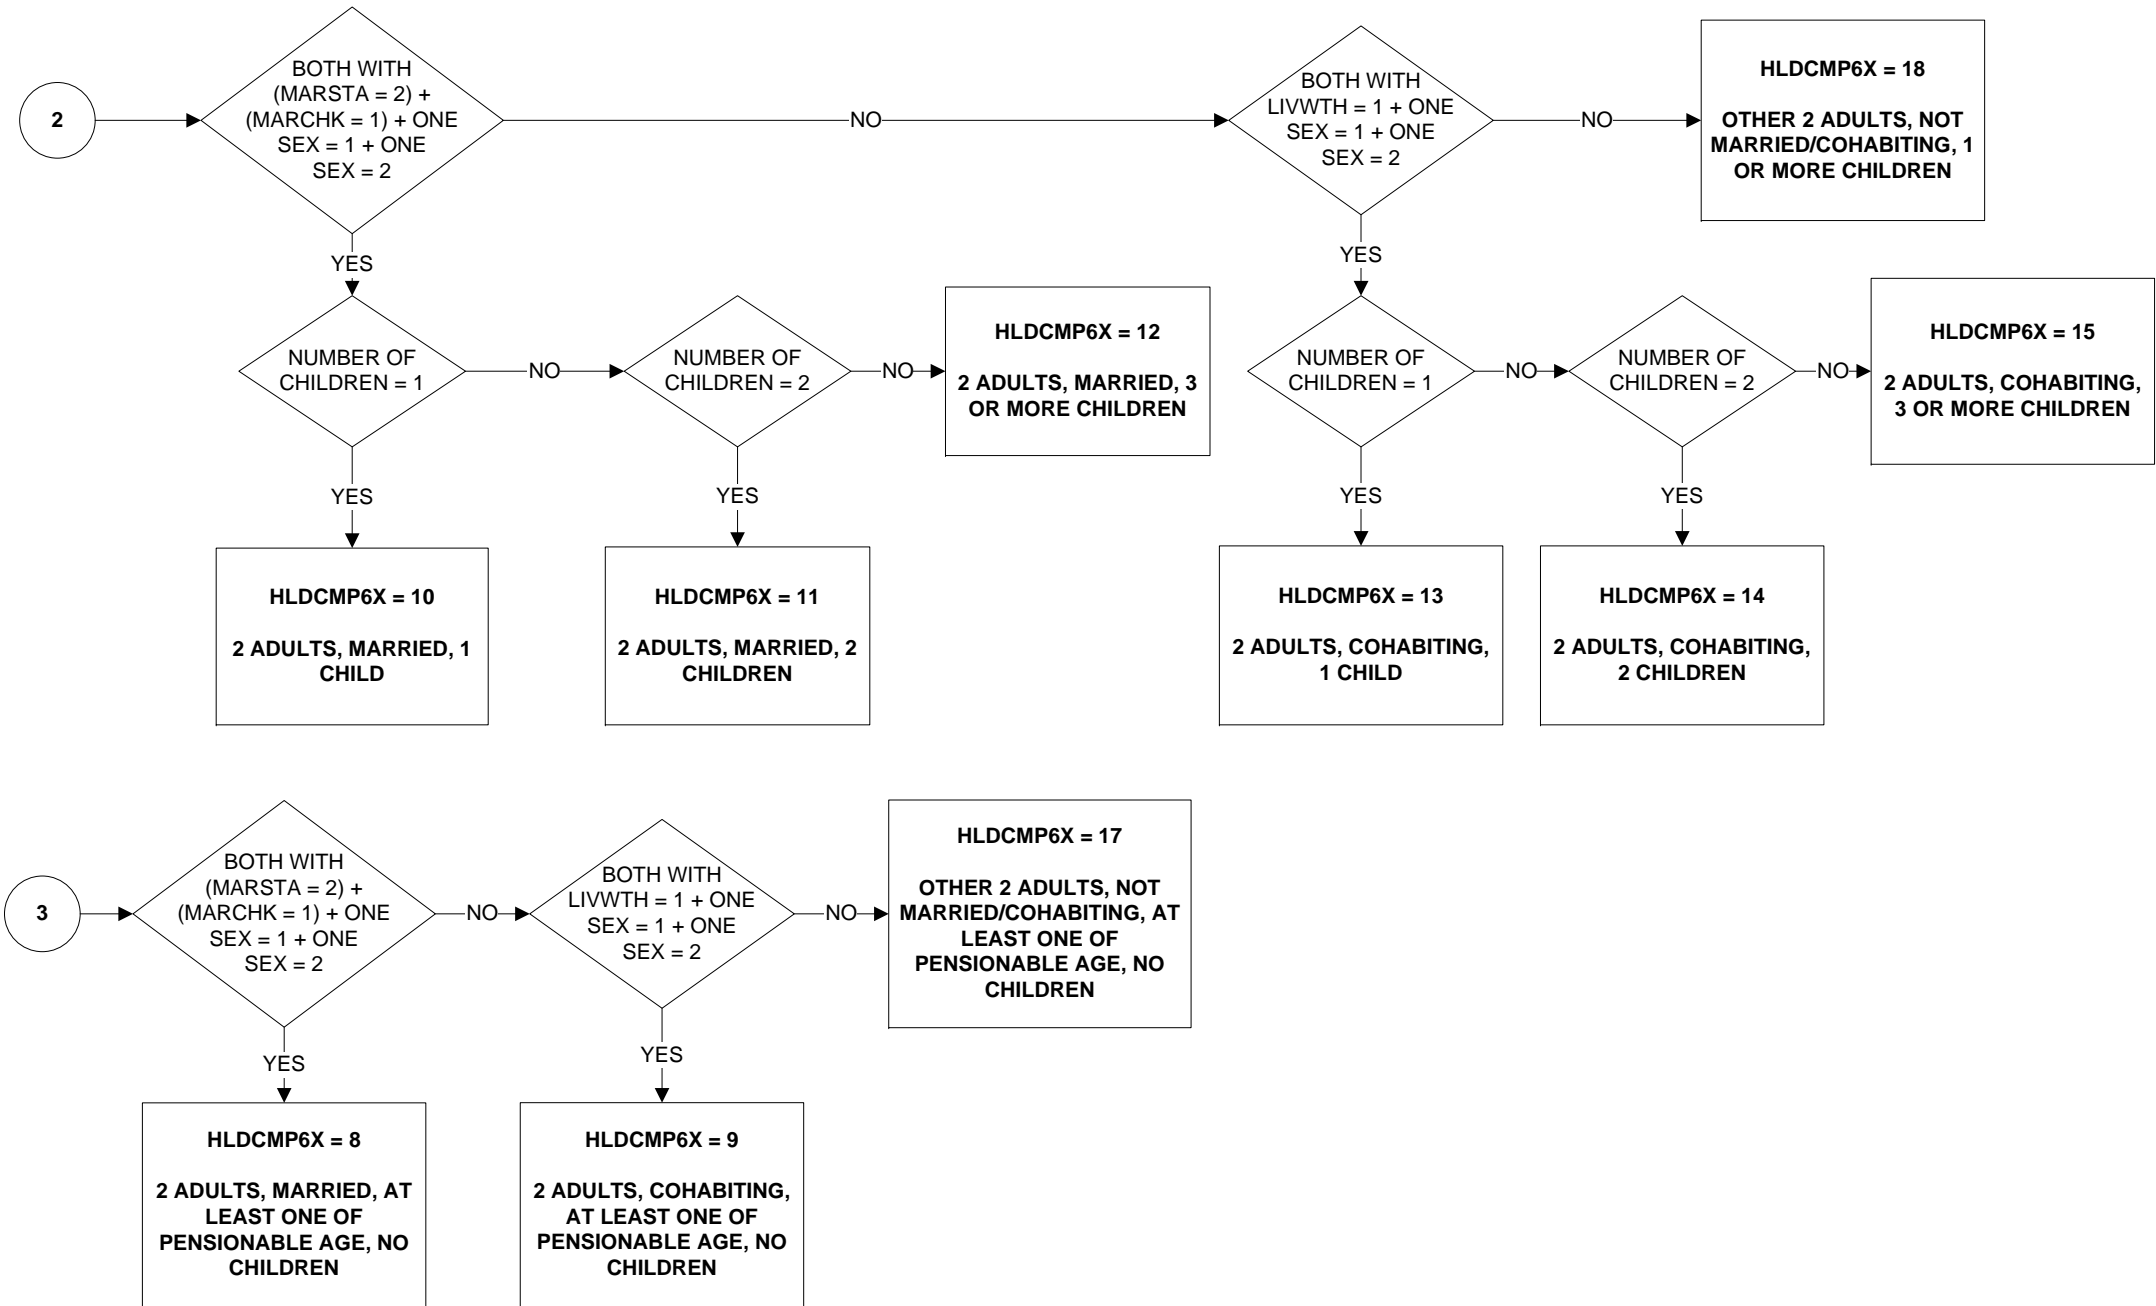 2
BOTH WITH
(MARSTA = 2) +
(MARCHK = 1) + ONE
SEX = 1 + ONE
SEX = 2
NO
BOTH WITH
LIVWTH = 1 + ONE
SEX = 1 + ONE
SEX = 2
NO
HLDCMP6X = 18
OTHER 2 ADULTS, NOT
MARRIED/COHABITING, 1
OR MORE CHILDREN
YES
YES
NUMBER OF
CHILDREN = 1
NO
NUMBER OF
CHILDREN = 2
NO
HLDCMP6X = 12
2 ADULTS, MARRIED, 3
OR MORE CHILDREN
NUMBER OF
CHILDREN = 1
NO
NUMBER OF
CHILDREN = 2
NO
HLDCMP6X = 15
2 ADULTS, COHABITING,
3 OR MORE CHILDREN
YES
YES
YES
YES
HLDCMP6X = 10
2 ADULTS, MARRIED, 1
CHILD
HLDCMP6X = 11
2 ADULTS, MARRIED, 2
CHILDREN
HLDCMP6X = 13
2 ADULTS, COHABITING,
1 CHILD
HLDCMP6X = 14
2 ADULTS, COHABITING,
2 CHILDREN
3
BOTH WITH
(MARSTA = 2) +
(MARCHK = 1) + ONE
SEX = 1 + ONE
SEX = 2
NO
BOTH WITH
LIVWTH = 1 + ONE
SEX = 1 + ONE
SEX = 2
NO
HLDCMP6X = 17
OTHER 2 ADULTS, NOT
MARRIED/COHABITING, AT
LEAST ONE OF
PENSIONABLE AGE, NO
CHILDREN
YES
YES
HLDCMP6X = 8
2 ADULTS, MARRIED, AT
LEAST ONE OF
PENSIONABLE AGE, NO
CHILDREN
HLDCMP6X = 9
2 ADULTS, COHABITING,
AT LEAST ONE OF
PENSIONABLE AGE, NO
CHILDREN